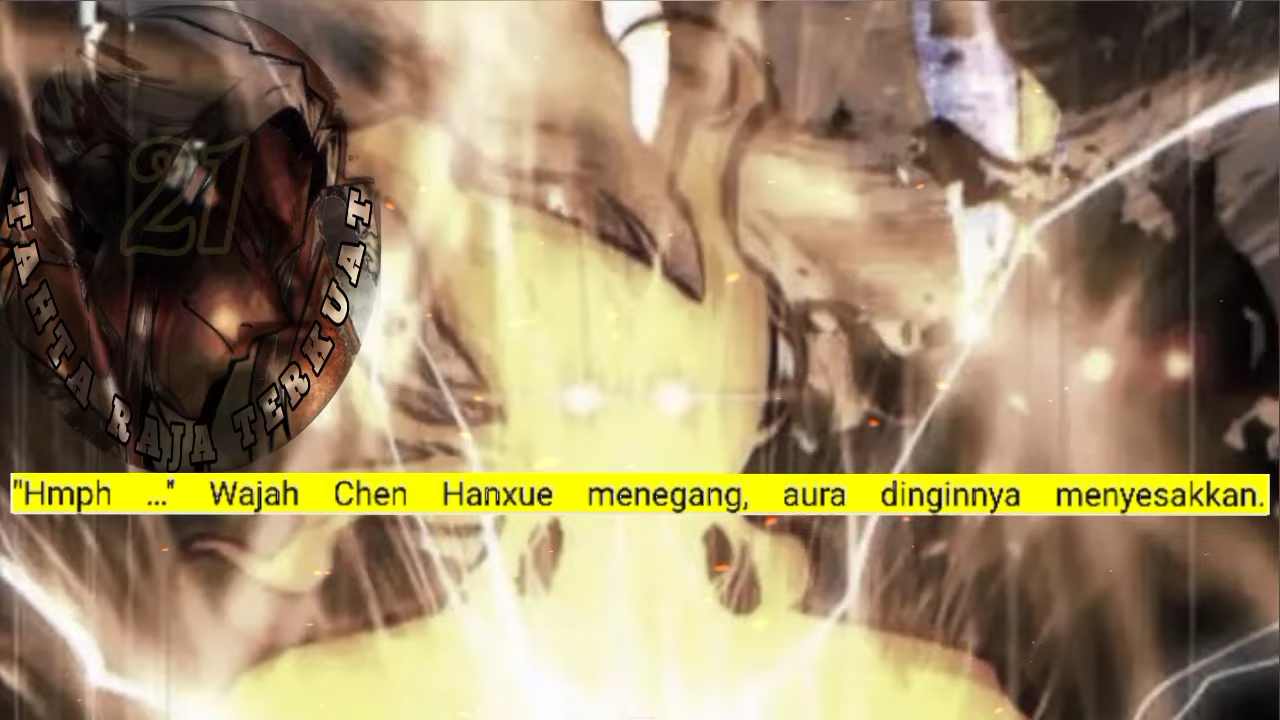 21
TAHTA RAJA TERKUAT
"Hmph ..." Wajah Chen Hanxue menegang, aura dinginnya menyesakkan.